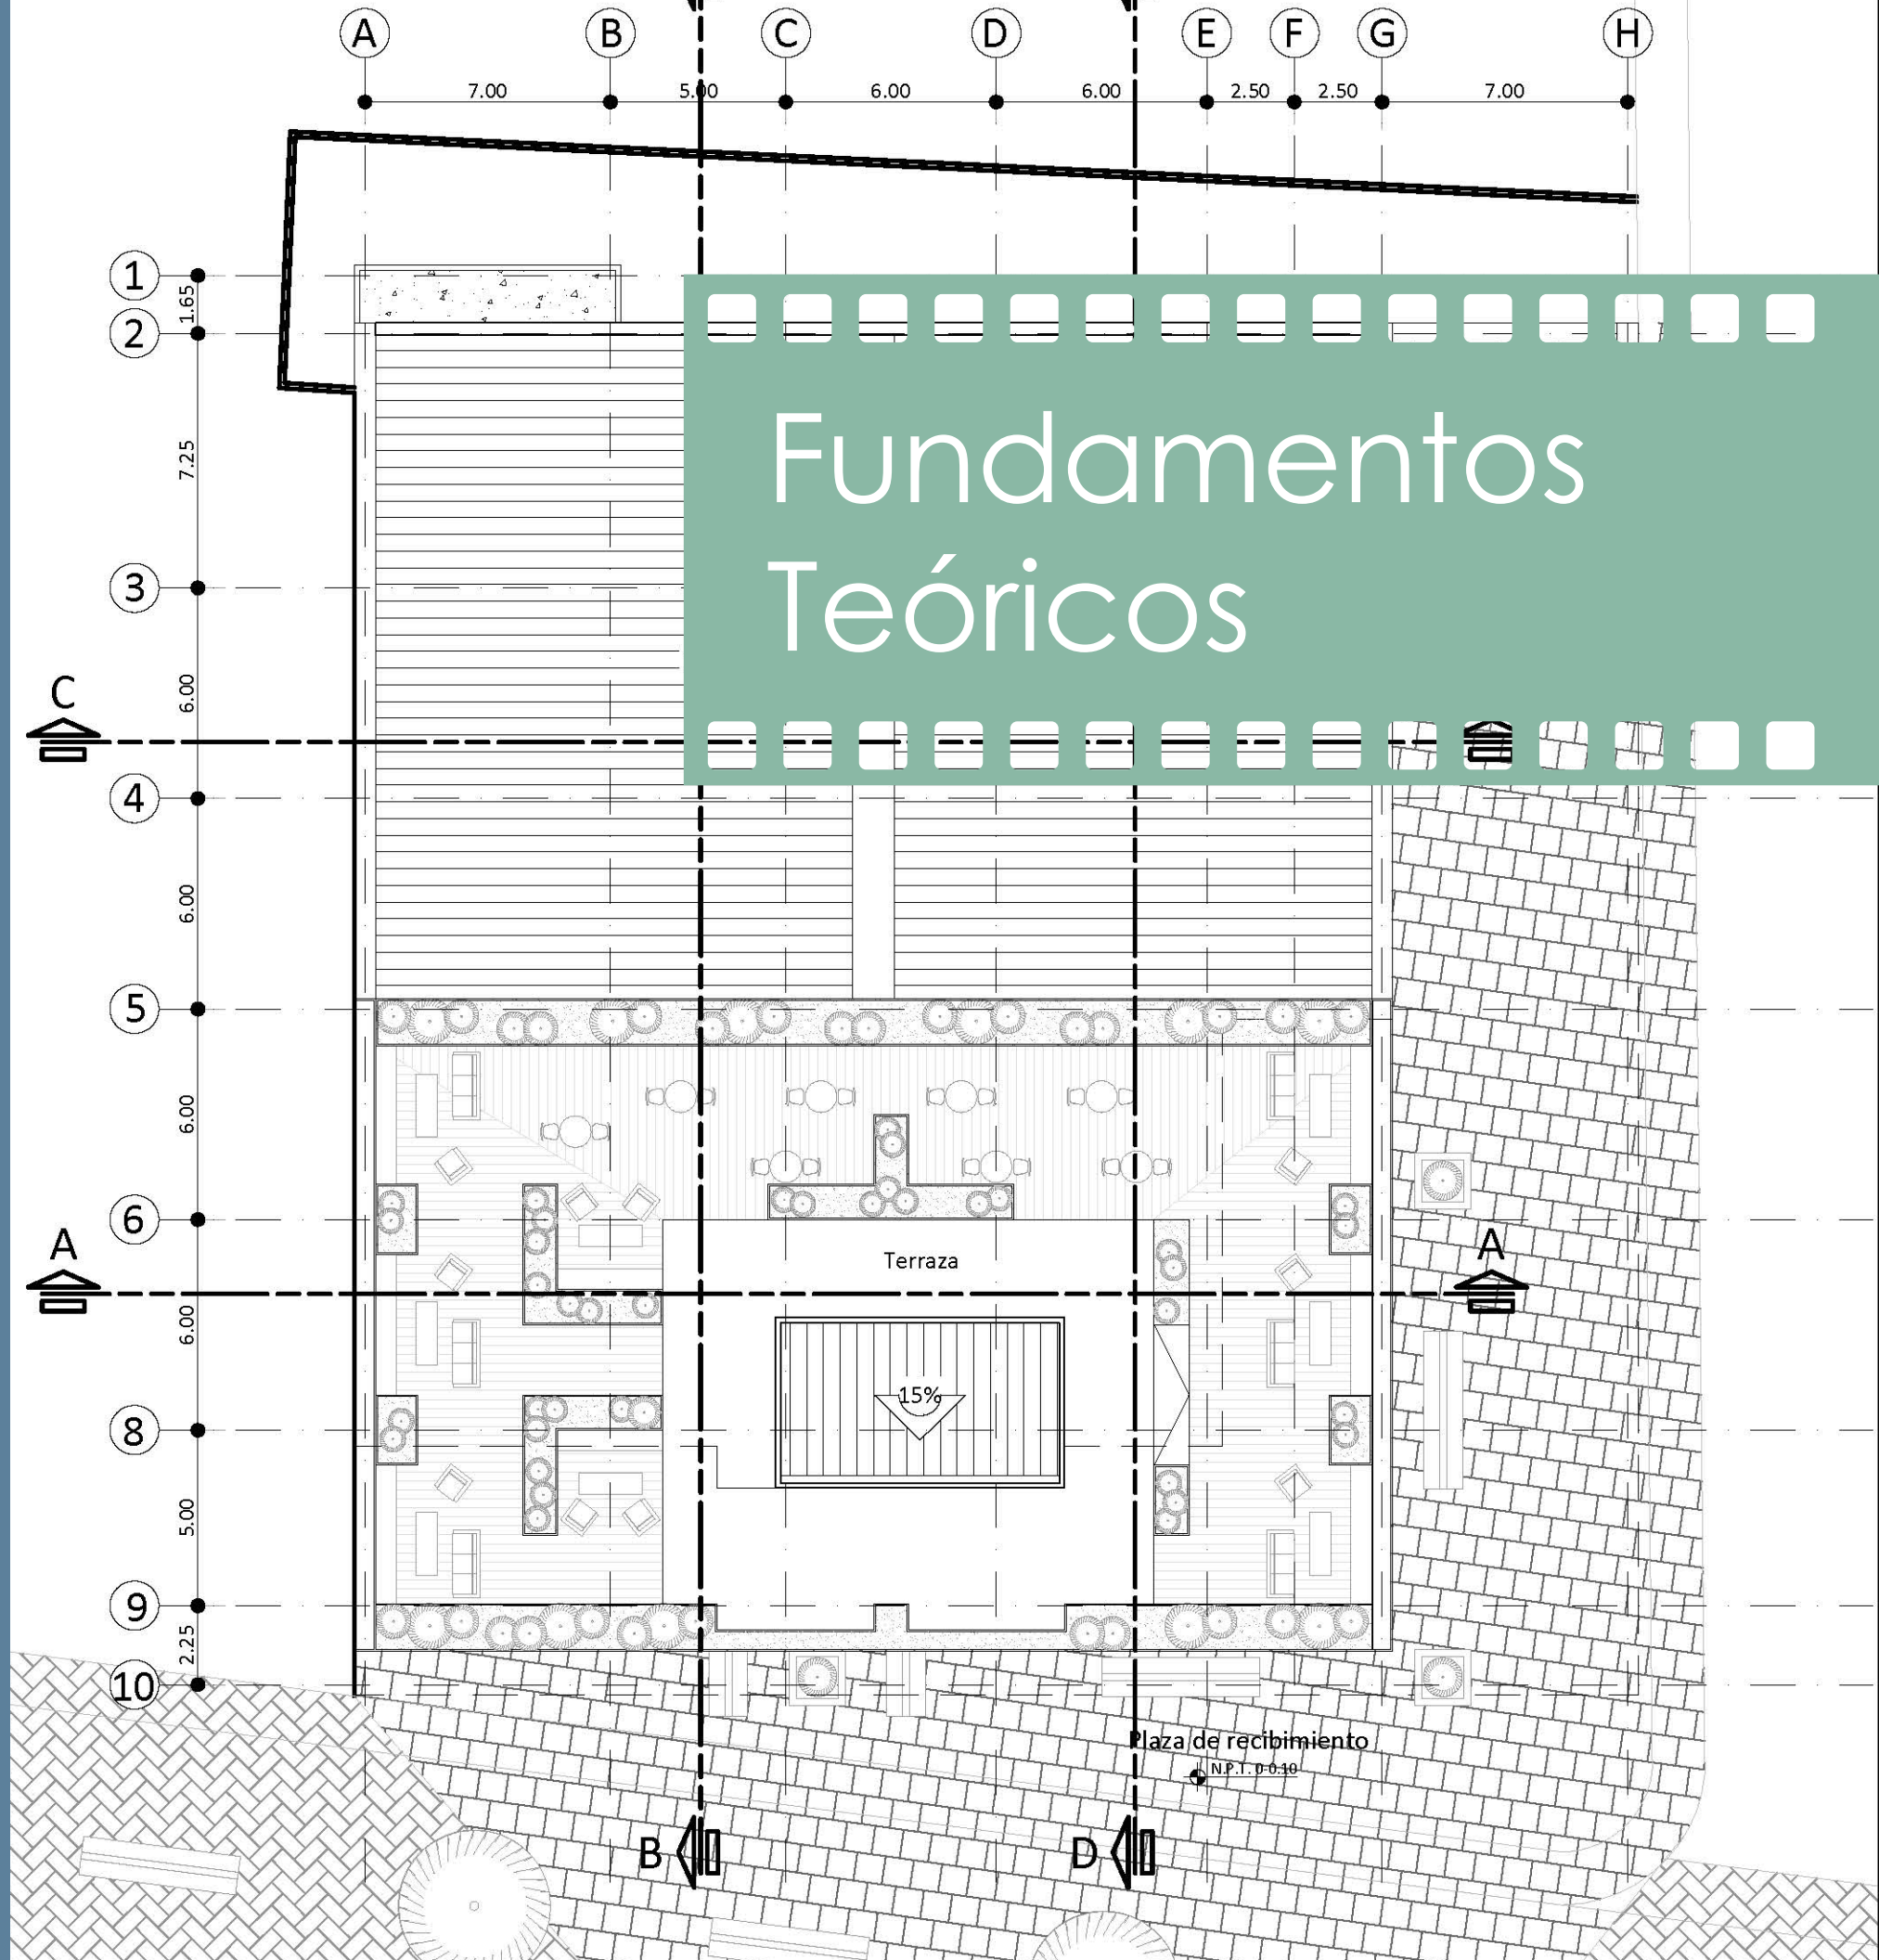 A B C D E F G H
7.00 5.00 6.00 6.00 2.50 2.50 7.00
1
1.65
2
7.25
Fundamentos
Teóricos
3
6.00
C
4
6.00
5
6.00
6
Terraza
A A
6.00
15%
8
5.00
9
2.25
10
Plaza de recibimiento
N.P.T. 0-0.10
B D